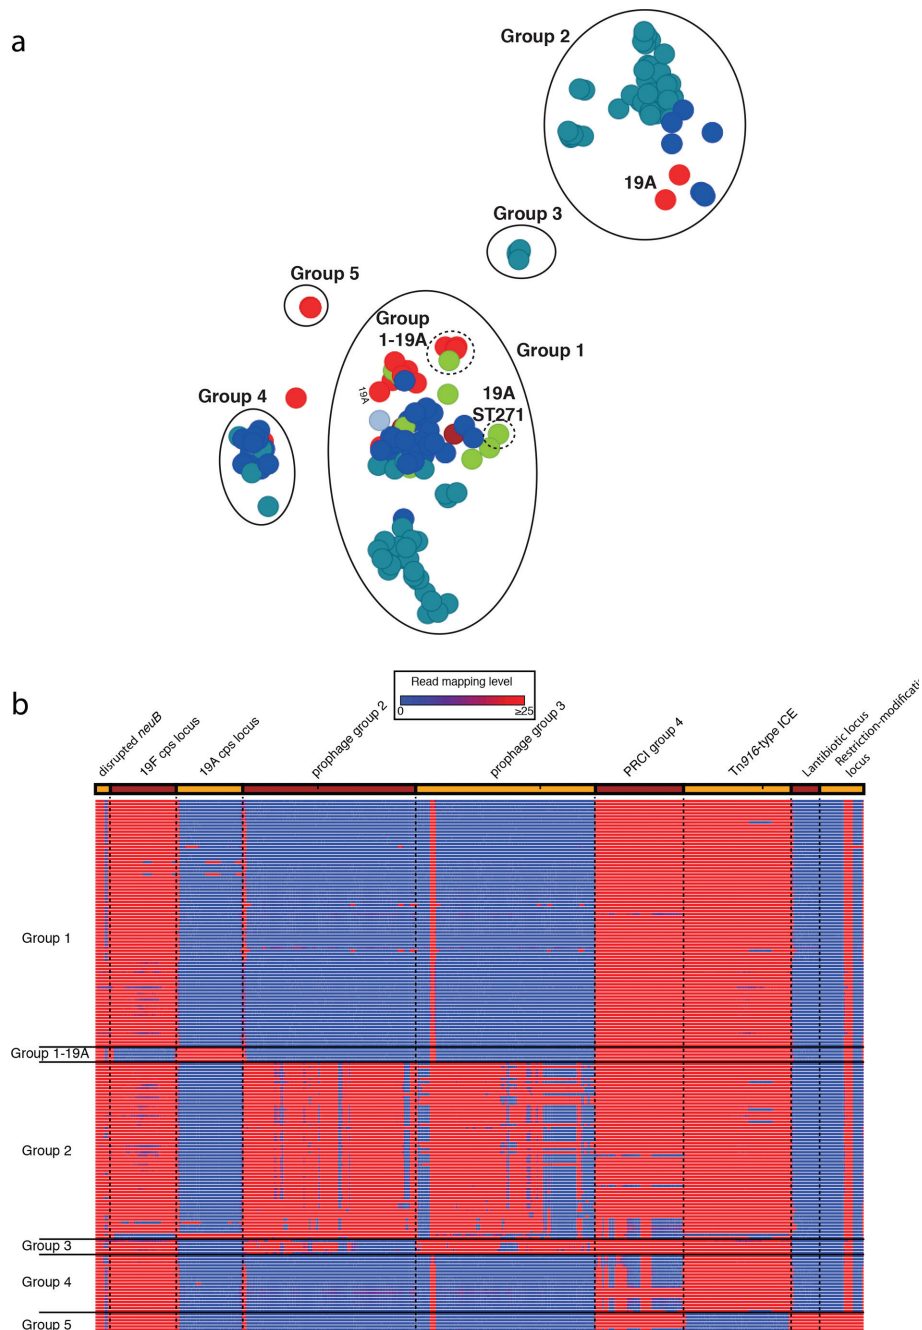 a
Group 2
19A
Group 3
Group 5
Group
1-19A
Group 1
19A
19A
ST271
Group 4
b
Read mapping level
0
≥25
disrupted neuB
19F cps locus
19A cps locus
prophage group 2
prophage group 3
PRCI group 4
Tn916-type ICE
Lantibiotic locus
Restriction-modificatio
locus
Group 1
Group 1-19A
Group 2
Group 3
Group 4
Group 5